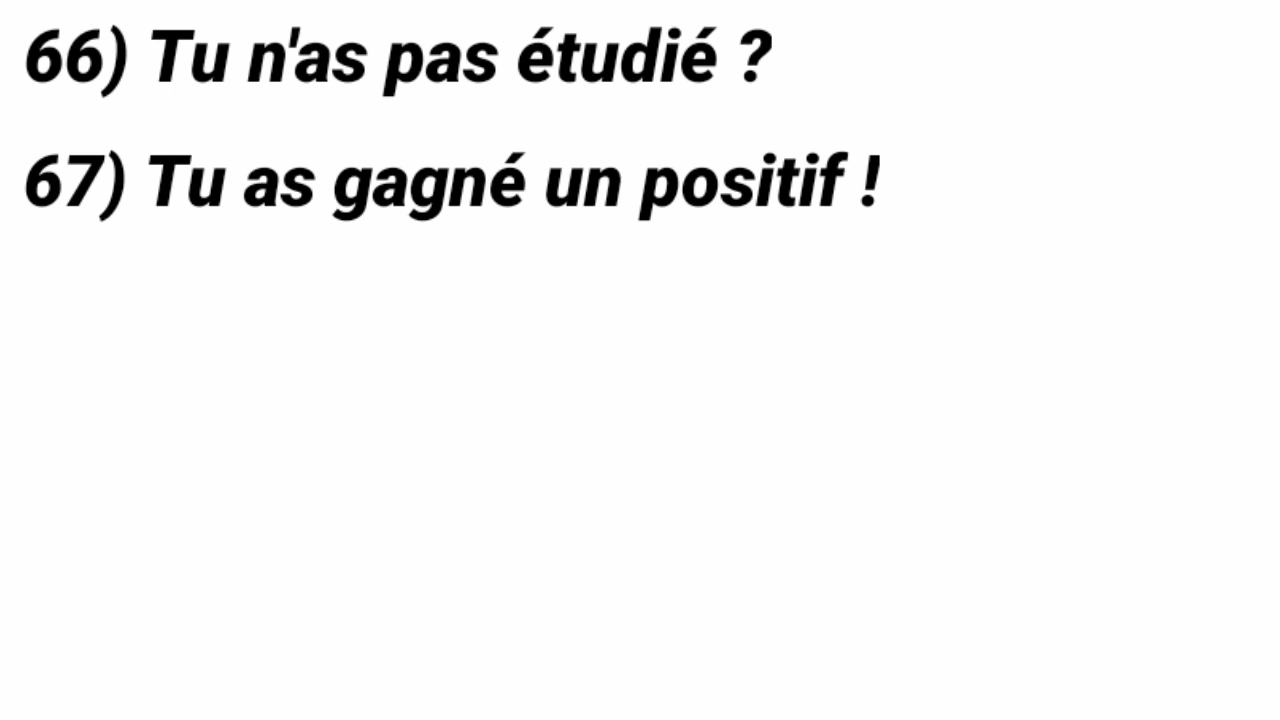 66) Tu n'as pas étudié ?
67) Tu as gagné un positif !